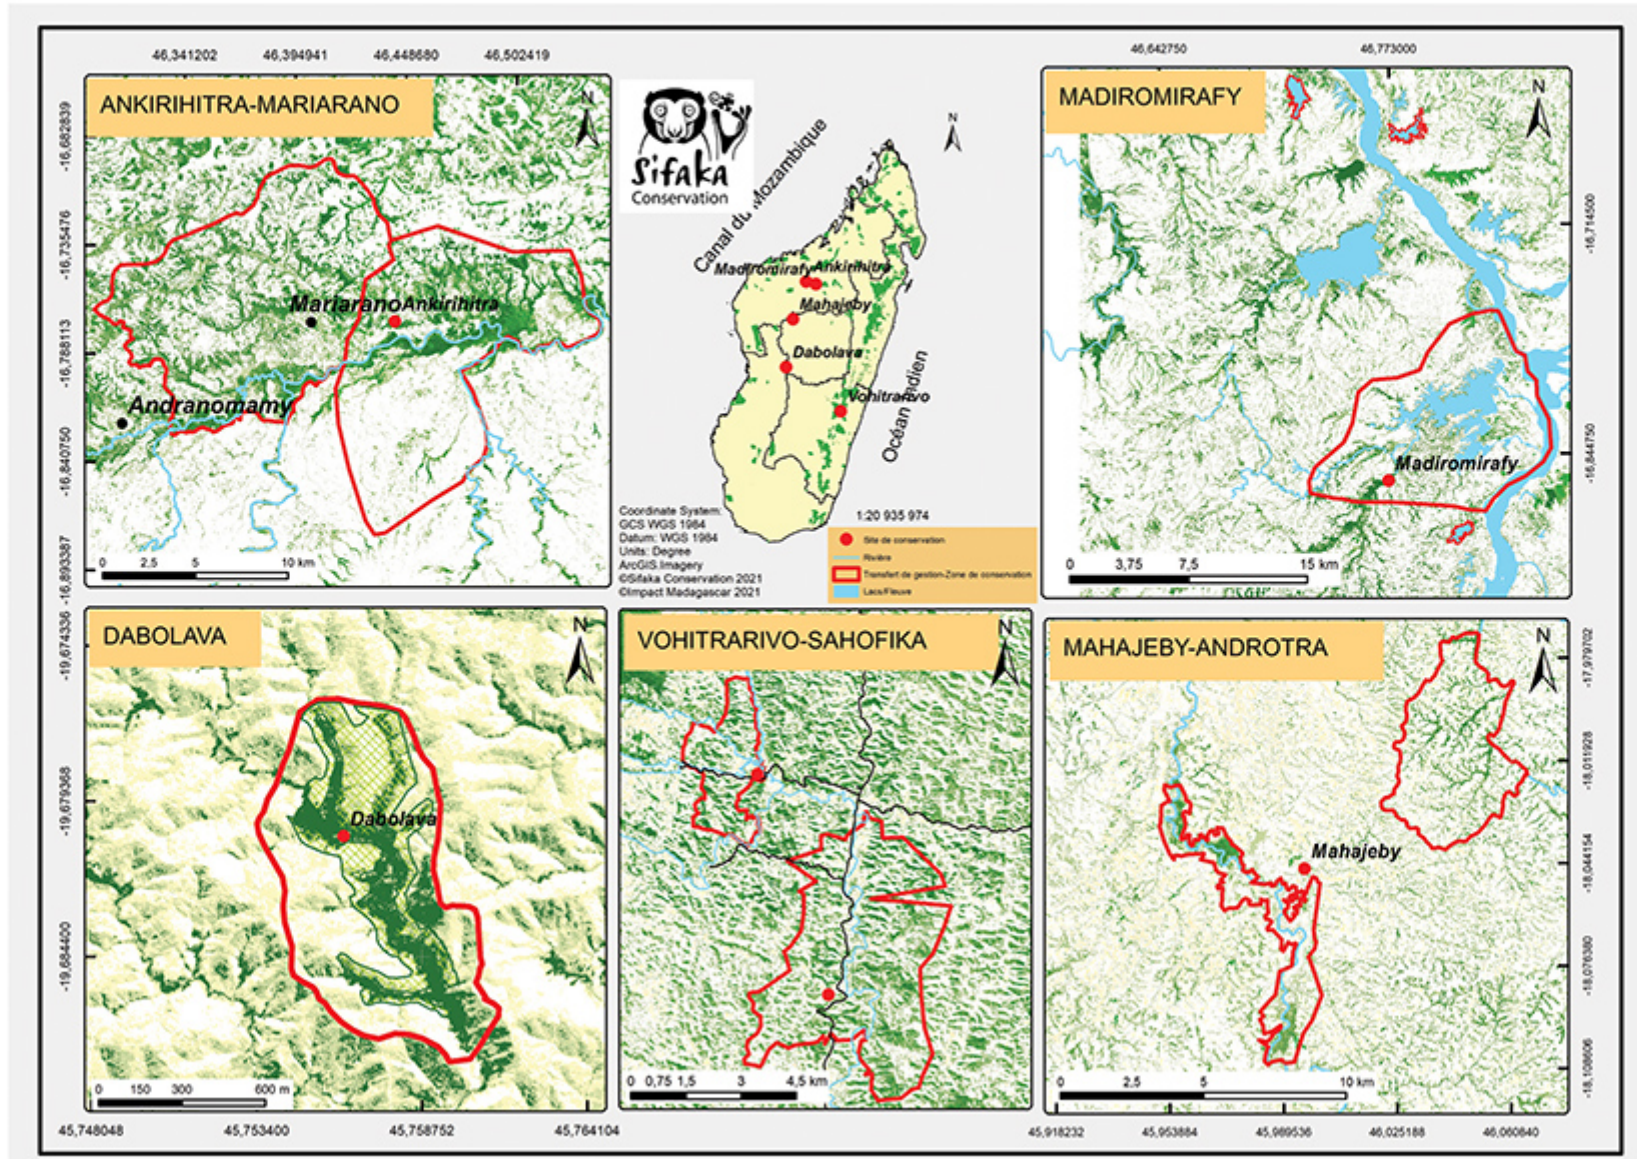 46,341202 46,394941 46,448680 46,502419
46,642750 46,773000
ANKIRIHITRA-MARIARANO
N
-16,682839
-16,735476
-16,788113
-16,840750
-16,893387
Mariarano
Ankirihitra
Andranomamy
0 2.5 5 10 km
Sifaka
Conservation
N
Canal du Mozambique
Madiromirafy
Ankirihitra
Mahajeby
Dabolava
Vohitrarivo
Océan Indien
Coordinate System:
GCS WGS 1984
Datum: WGS 1984
Units: Degree
ArcGIS.Imagery
©Sifaka Conservation 2021
©Impact Madagascar 2021
1:20 935 974
Site de conservation
Rivière
Transfert de gestion-Zone de conservation
Lacs/Fleuve
MADIROMIRAFY
N
-16,714500
-16,844750
Madiromirafy
0 3,75 7,5 15 km
DABOLAVA
N
-19,674336
-19,679368
-19,684400
Dabolava
0 150 300 600 m
45,748048 45,753400 45,758752 45,764104
VOHITRARIVO-SAHOFIKA
N
0 0,75 1,5 3 4,5 km
MAHAJEBY-ANDROTRA
N
-17,979702
-18,011928
-18,044154
-18,076380
-18,108606
Mahajeby
0 2.5 5 10 km
45,918232 45,953884 45,989536 46,025188 46,060840